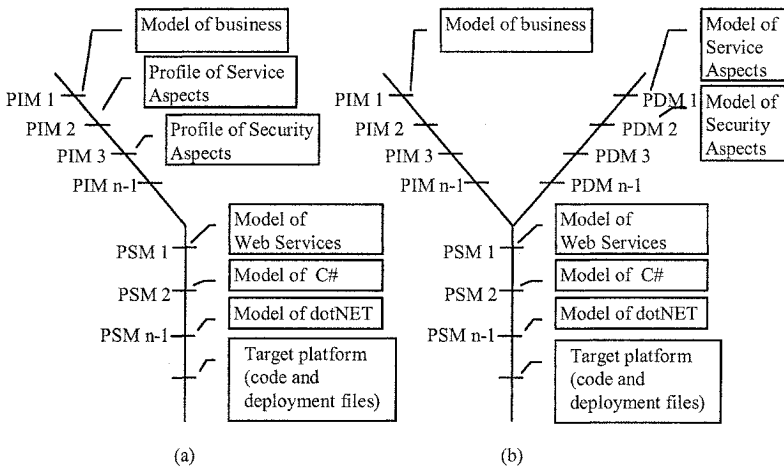 Model of business
Profile of Service
Aspects
Profile of Security
Aspects
PIM 1
PIM 2
PIM 3
PIM n-1
Model of
Web Services
Model of C#
Model of dotNET
Target platform
(code and
deployment files)
PSM 1
PSM 2
PSM n-1
(a)
Model of business
Model of
Service
Aspects
Model of
Security
Aspects
PIM 1
PIM 2
PIM 3
PIM n-1
PDM 1
PDM 2
PDM 3
PDM n-1
Model of
Web Services
Model of C#
Model of dotNET
Target platform
(code and
deployment files)
PSM 1
PSM 2
PSM n-1
(b)